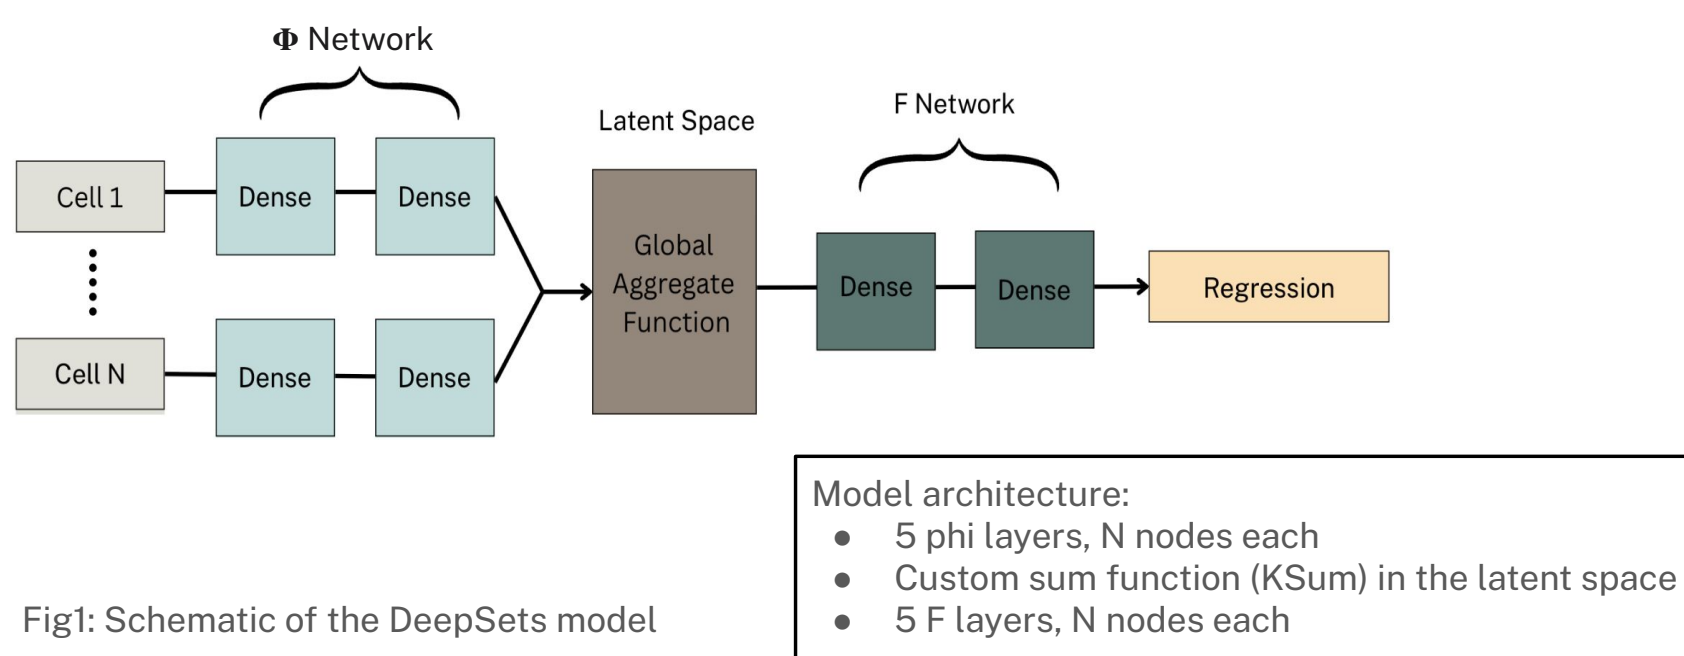 Φ Network
F Network
Latent Space
Cell 1
Dense
Dense
Global
Aggregate
Function
Dense
Dense
Regression
Cell N
Dense
Dense
Model architecture:
● 5 phi layers, N nodes each
● Custom sum function (KSum) in the latent space
● 5 F layers, N nodes each
Fig1: Schematic of the DeepSets model